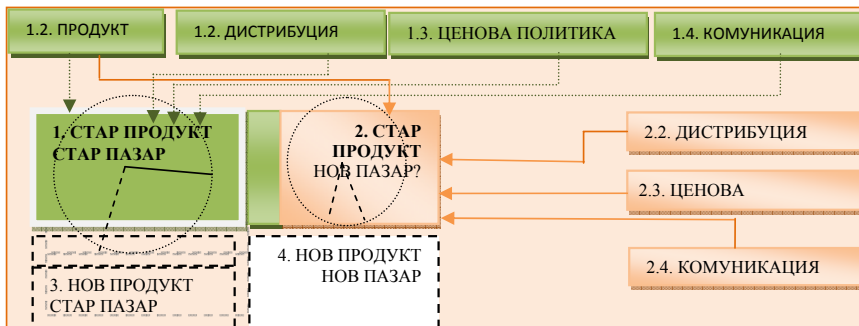 1.2. ПРОДУКТ
1.2. ДИСТРИБУЦИЯ
1.3. ЦЕНОВА ПОЛИТИКА
1.4. КОМУНИКАЦИЯ
1. СТАР ПРОДУКТ
СТАР ПАЗАР
2. СТАР
ПРОДУКТ
НОВ ПАЗАР?
2.2. ДИСТРИБУЦИЯ
2.3. ЦЕНОВА
2.4. КОМУНИКАЦИЯ
3. НОВ ПРОДУКТ
СТАР ПАЗАР
4. НОВ ПРОДУКТ
НОВ ПАЗАР